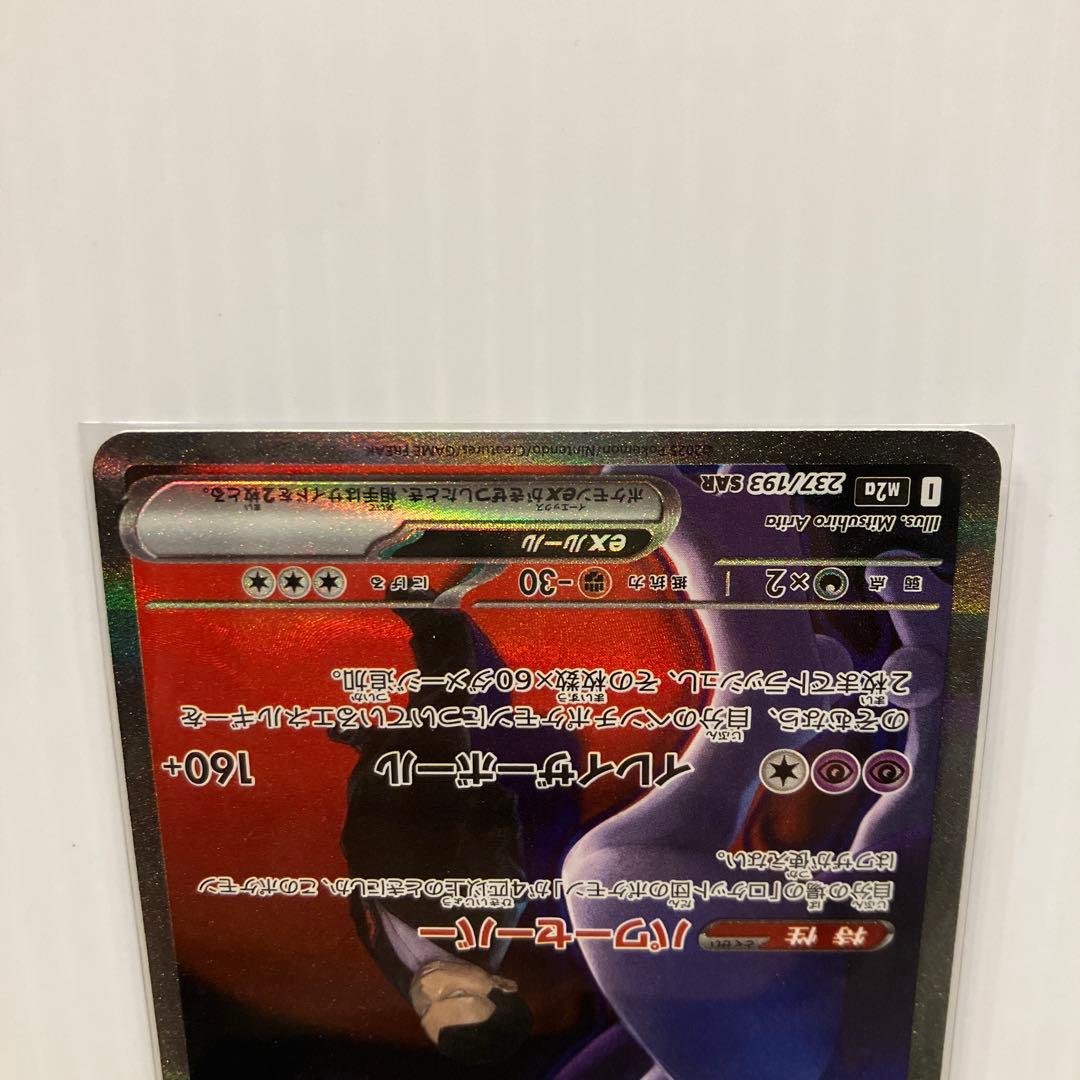 特性
とくせい
パワーセーバー
自分の場の「ロケット団のポケモン」が4匹以上のときにしか、このポケモン
はワザが使えない。
イレイザーボール 160+
のぞむなら、自分のベンチポケモンについているエネルギーを
2枚までトラッシュし、その枚数×60ダメージ追加。
弱点 ×2 抵抗力 -30 にげる
exルール
ポケモンexがきぜつしたとき、相手はサイドを2枚とる。
Illus. Mitsuhiro Arita
I M2a 237/193 SAR
©2025 Pokémon/Nintendo/Creatures/GAME FREAK